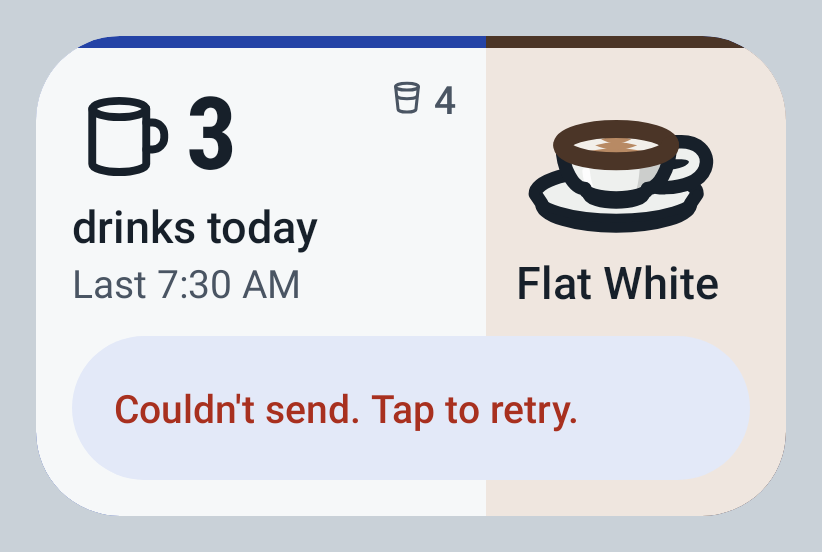 3
4
drinks today
Last 7:30 AM
Flat White
Couldn't send. Tap to retry.